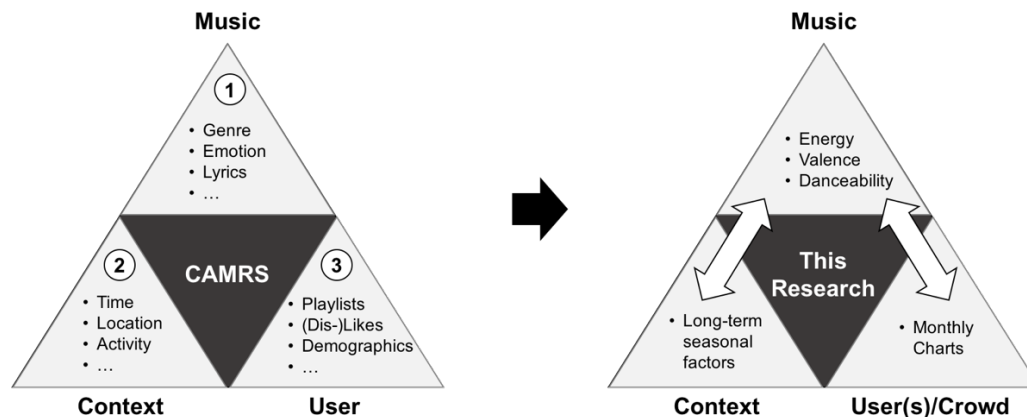 Music
1
• Genre
• Emotion
• Lyrics
• …
CAMRS
2
• Time
• Location
• Activity
• …
3
• Playlists
• (Dis-)Likes
• Demographics
• …
Context
User
Music
• Energy
• Valence
• Danceability
This
Research
• Long-term
seasonal
factors
• Monthly
Charts
Context
User(s)/Crowd